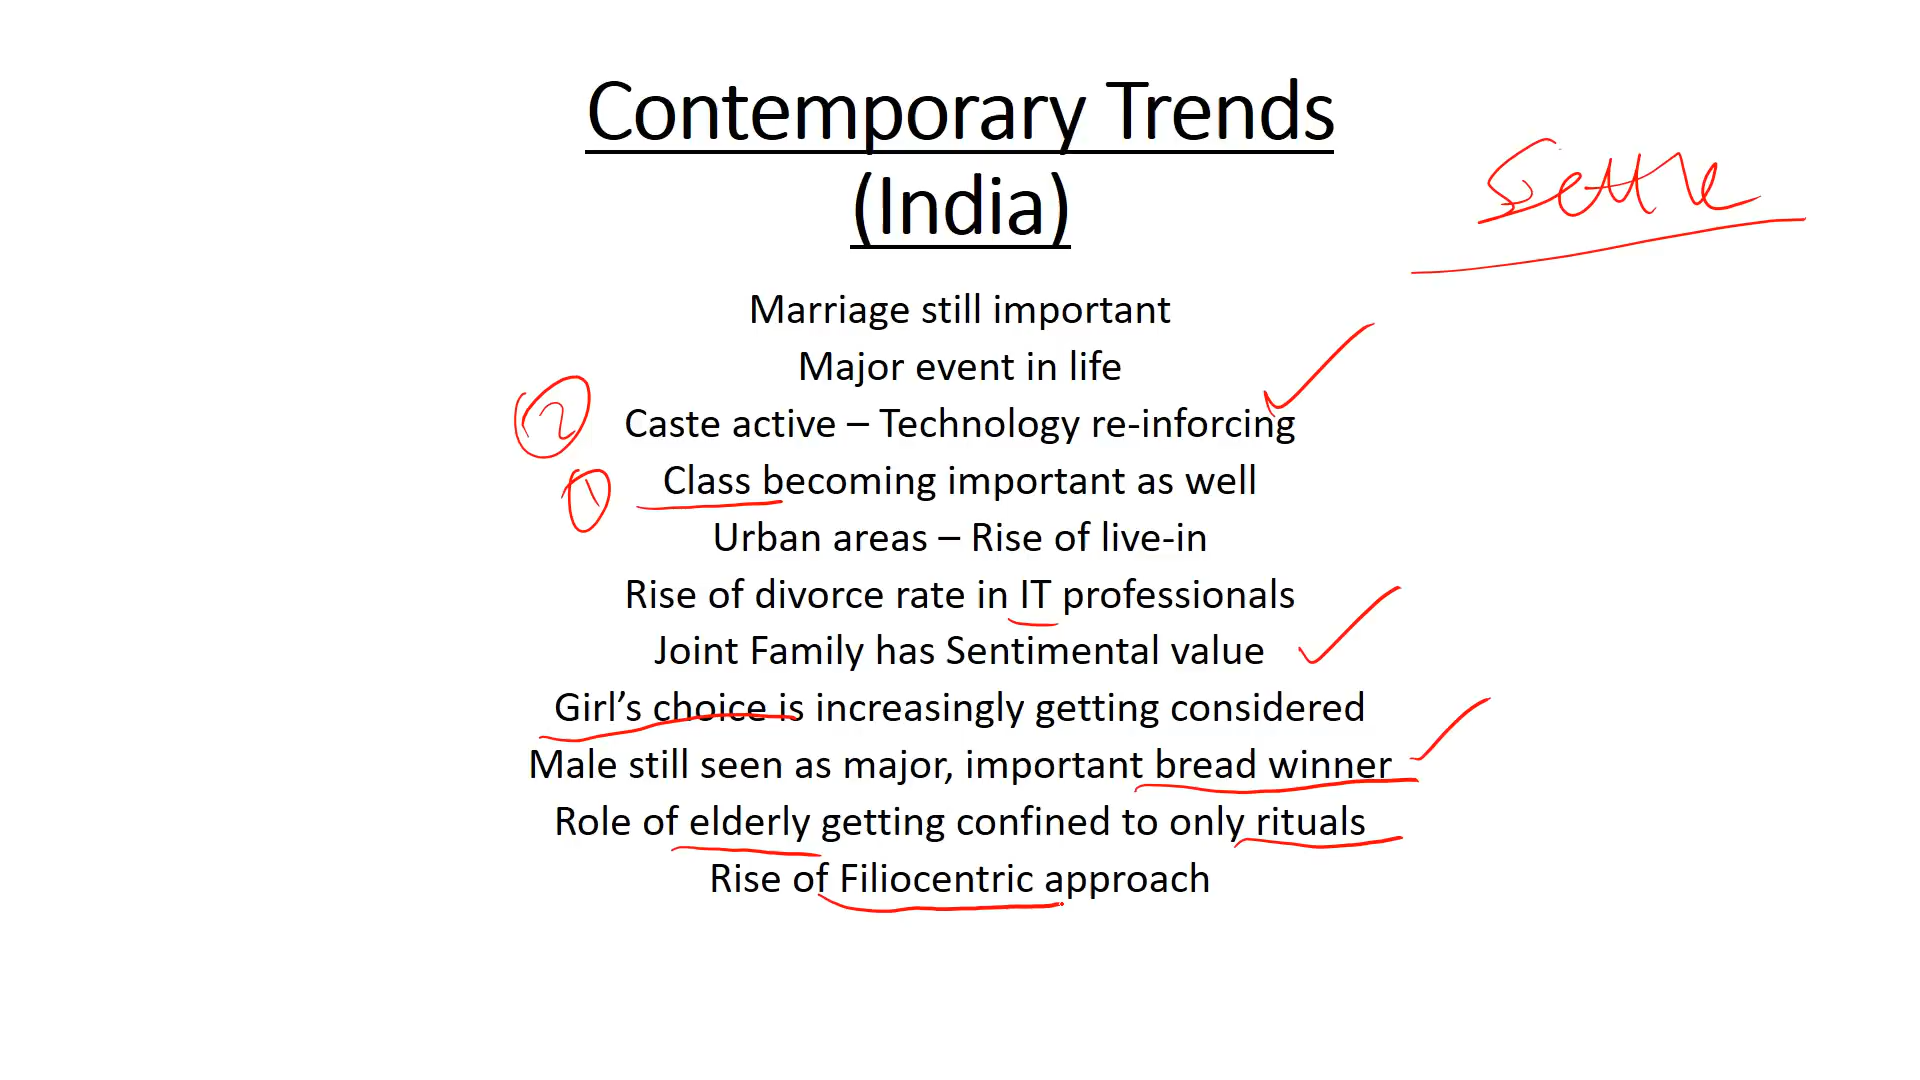 Contemporary Trends
(India)
Settle
Marriage still important
Major event in life
2 Caste active – Technology re-inforcing
1 Class becoming important as well
Urban areas – Rise of live-in
Rise of divorce rate in IT professionals
Joint Family has Sentimental value
Girl’s choice is increasingly getting considered
Male still seen as major, important bread winner
Role of elderly getting confined to only rituals
Rise of Filiocentric approach